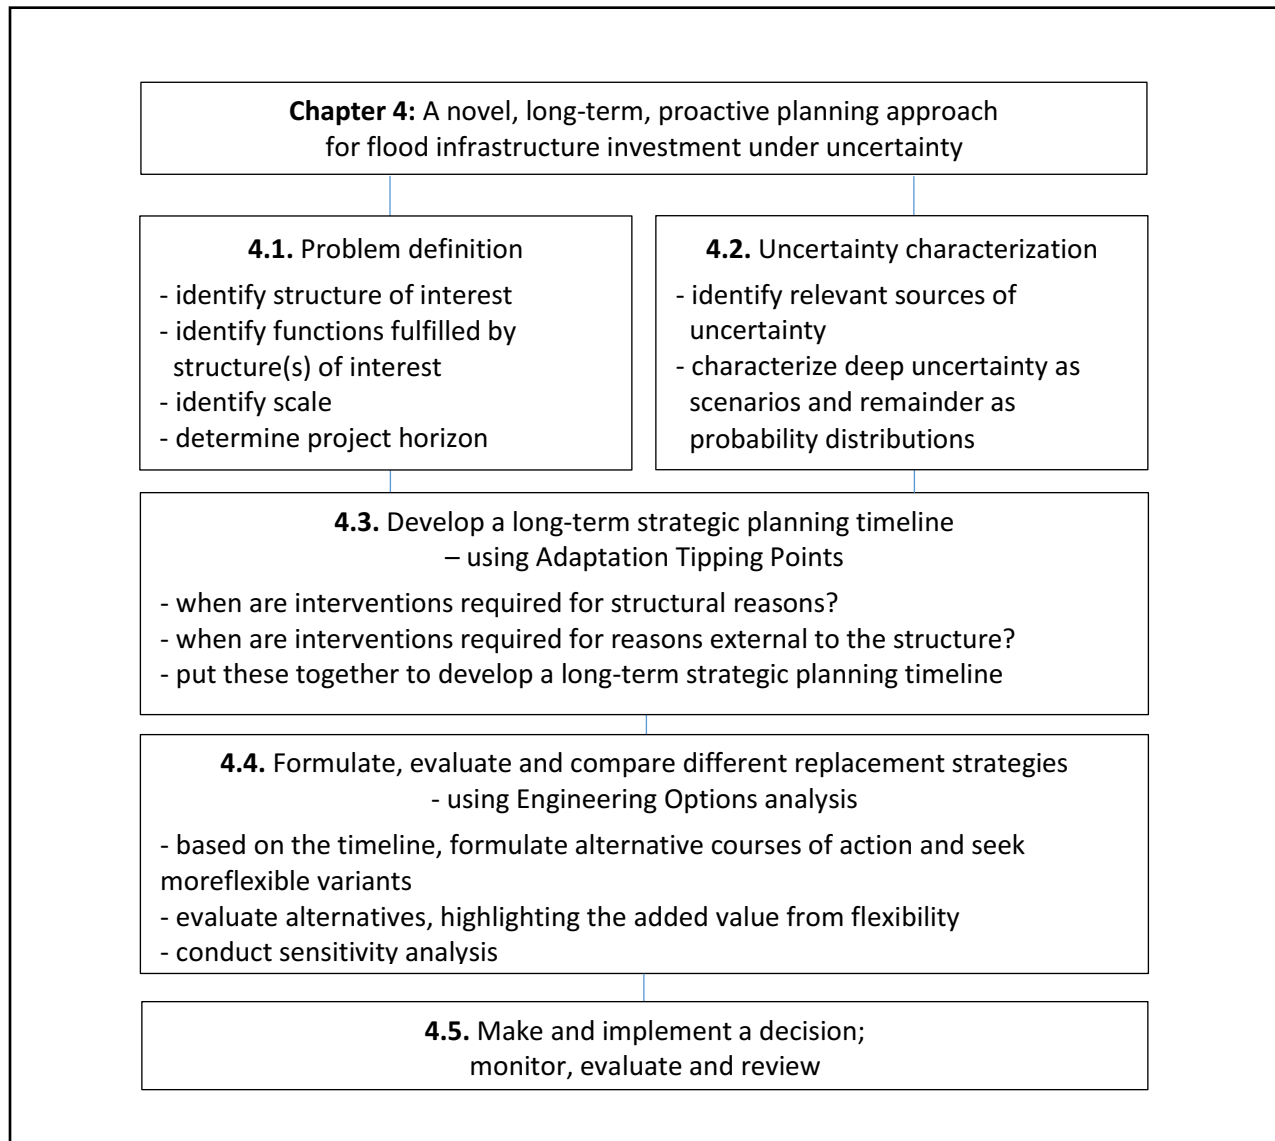 Chapter 4: A novel, long-term, proactive planning approach
for flood infrastructure investment under uncertainty
4.1. Problem definition
- identify structure of interest
- identify functions fulfilled by
structure(s) of interest
- identify scale
- determine project horizon
4.2. Uncertainty characterization
- identify relevant sources of
uncertainty
- characterize deep uncertainty as
scenarios and remainder as
probability distributions
4.3. Develop a long-term strategic planning timeline
– using Adaptation Tipping Points
- when are interventions required for structural reasons?
- when are interventions required for reasons external to the structure?
- put these together to develop a long-term strategic planning timeline
4.4. Formulate, evaluate and compare different replacement strategies
- using Engineering Options analysis
- based on the timeline, formulate alternative courses of action and seek
moreflexible variants
- evaluate alternatives, highlighting the added value from flexibility
- conduct sensitivity analysis
4.5. Make and implement a decision;
monitor, evaluate and review